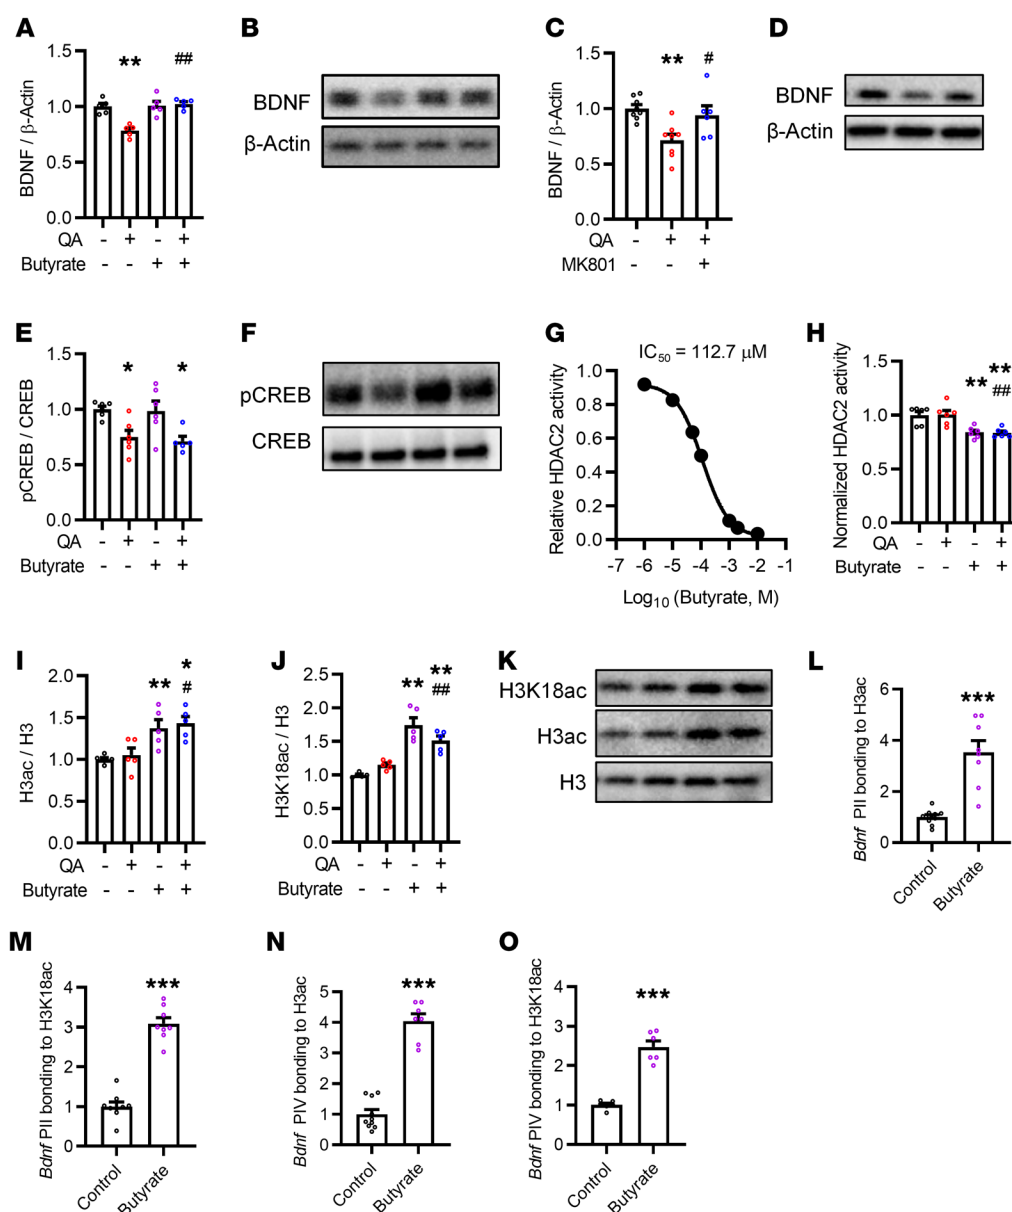 A
1.5
1.0
0.5
0.0
BDNF / β-Actin
** ##
QA - + - +
Butyrate - - + +
B
BDNF
β-Actin
C
1.5
1.0
0.5
0.0
BDNF / β-Actin
** #
QA - + +
MK801 - - +
D
BDNF
β-Actin
E
1.5
1.0
0.5
0.0
pCREB / CREB
* *
QA - + - +
Butyrate - - + +
F
pCREB
CREB
G
IC50 = 112.7 μM
1.0
0.8
0.6
0.4
0.2
0.0
Relative HDAC2 activity
-7 -6 -5 -4 -3 -2 -1
Log10 (Butyrate, M)
H
1.5
1.0
0.5
0.0
Normalized HDAC2 activity
** **
##
QA - + - +
Butyrate - - + +
I
2.0
1.5
1.0
0.5
0.0
H3ac / H3
** *
#
QA - + - +
Butyrate - - + +
J
2.5
2.0
1.5
1.0
0.5
0.0
H3K18ac / H3
** **
##
QA - + - +
Butyrate - - + +
K
H3K18ac
H3ac
H3
L
6
4
2
0
Bdnf PII bonding to H3ac
***
Control Butyrate
M
4
3
2
1
0
Bdnf PII bonding to H3K18ac
***
Control Butyrate
N
5
4
3
2
1
0
Bdnf PIV bonding to H3ac
***
Control Butyrate
O
4
3
2
1
0
Bdnf PIV bonding to H3K18ac
***
Control Butyrate